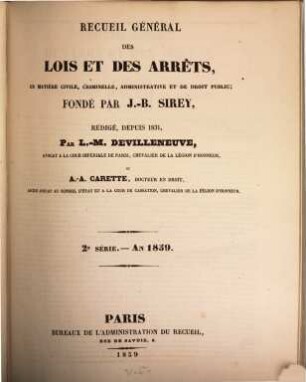 RECUEIL GÉNÉRAL
DES
LOIS ET DES ARRÊTS,
EN MATIÈRE CIVILE, CRIMINELLE, ADMINISTRATIVE ET DE DROIT PUBLIC;
FONDÉ PAR J.-B. SIREY,
RÉDIGÉ, DEPUIS 1831,
PAR L.-M. DEVILLENEUVE,
AVOCAT A LA COUR IMPÉRIALE DE PARIS, CHEVALIER DE LA LÉGION D'HONNEUR,
ET
A.-A. CARETTE, DOCTEUR EN DROIT,
AVOCAT AU CONSEIL D'ÉTAT ET A LA COUR DE CASSATION, CHEVALIER DE LA LÉGION D'HONNEUR.
2e SÉRIE. — AN 1859.
PARIS
BUREAUX DE L'ADMINISTRATION DU RECUEIL,
RUE DE SAVOIE, 6
1859